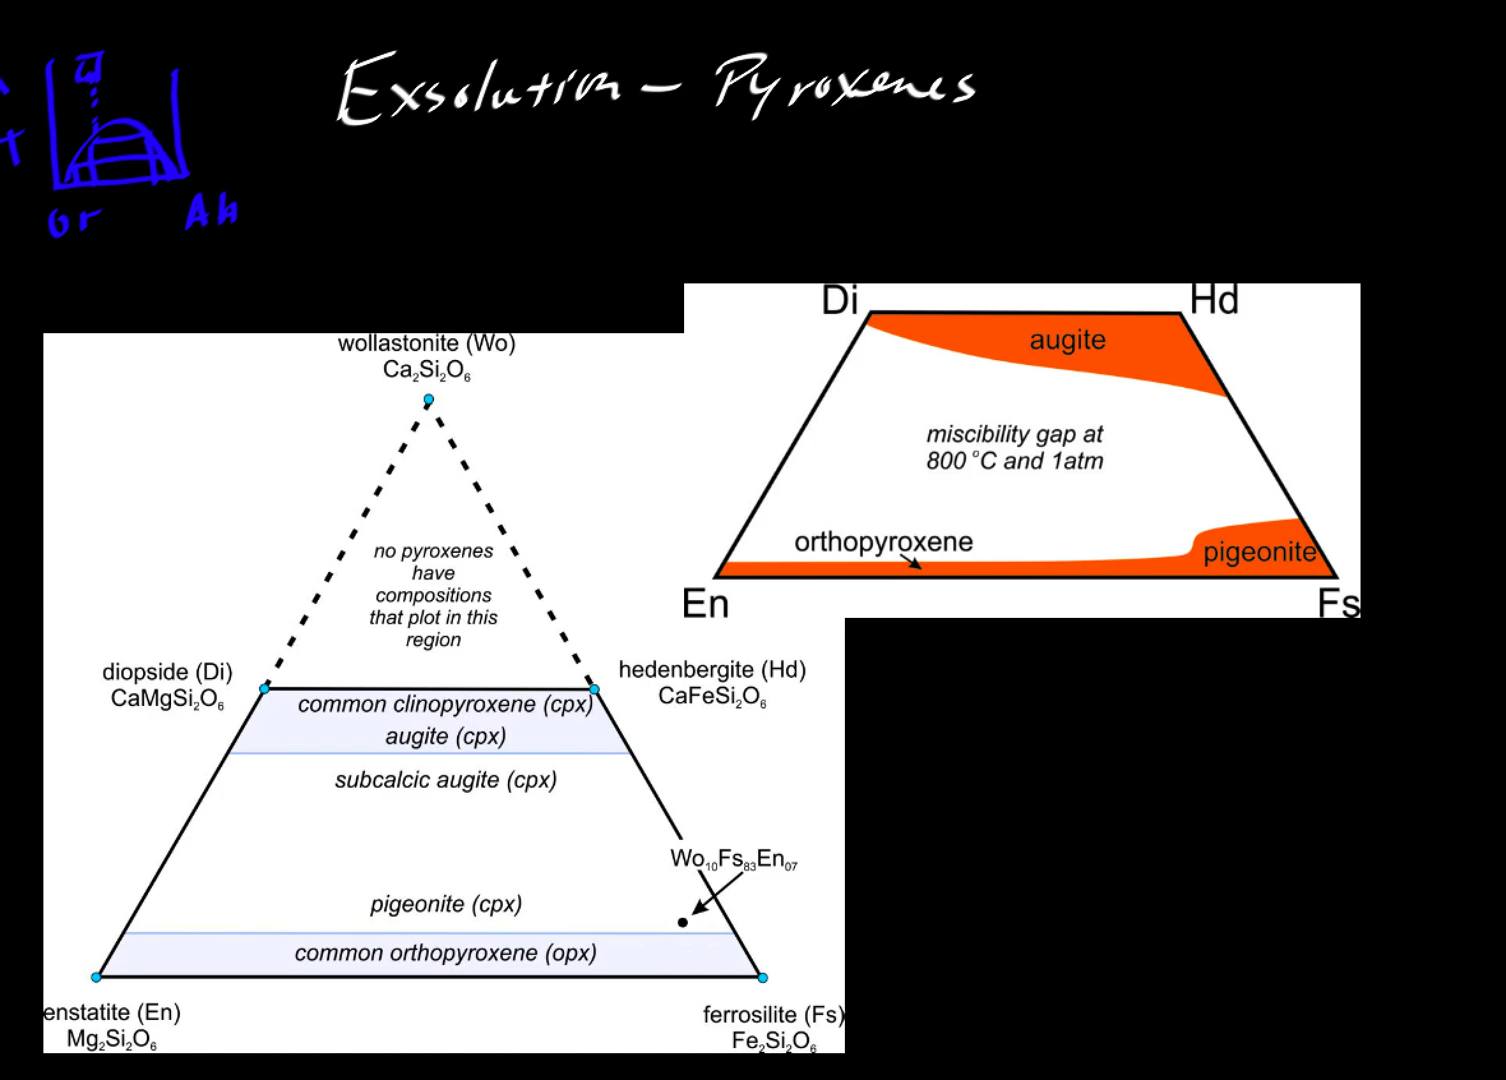 Exsolution – Pyroxenes
Or
Ab
wollastonite (Wo)
Ca₂Si₂O₆
no pyroxenes
have
compositions
that plot in this
region
diopside (Di)
CaMgSi₂O₆
hedenbergite (Hd)
CaFeSi₂O₆
common clinopyroxene (cpx)
augite (cpx)
subcalcic augite (cpx)
Wo₁₀Fs₈₃En₀₇
pigeonite (cpx)
common orthopyroxene (opx)
enstatite (En)
Mg₂Si₂O₆
ferrosilite (Fs)
Fe₂Si₂O₆
Di
Hd
augite
miscibility gap at
800 °C and 1atm
orthopyroxene
pigeonite
En
Fs